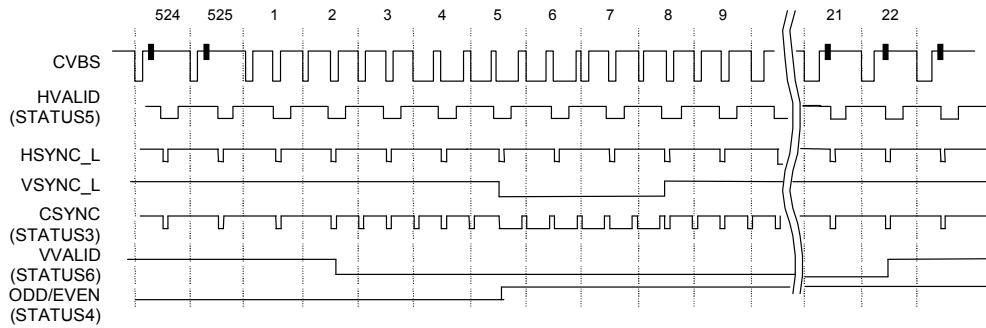 524 525 1 2 3 4 5 6 7 8 9 21 22
CVBS
HVALID
(STATUS5)
HSYNC_L
VSYNC_L
CSYNC
(STATUS3)
VVALID
(STATUS6)
ODD/EVEN
(STATUS4)